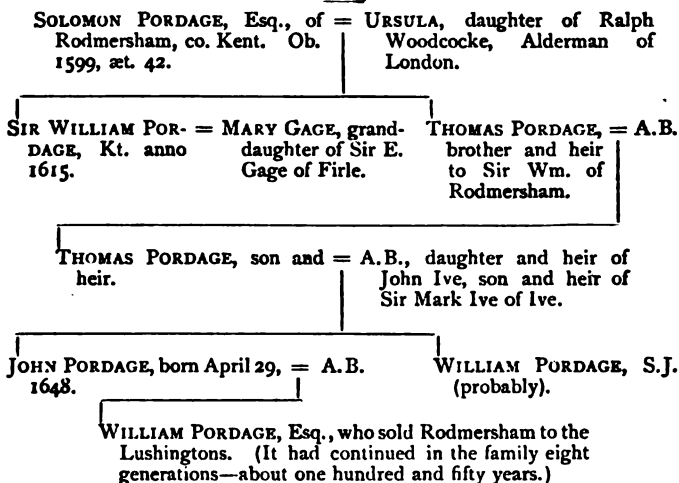 SOLOMON PORDAGE, Esq., of = URSULA, daughter of Ralph
Rodmersham, co. Kent. Ob. Woodcocke, Alderman of
1599, æt. 42. London.
SIR WILLIAM POR- = MARY GAGE, grand- THOMAS PORDAGE, = A.B.
DAGE, Kt. anno daughter of Sir E. brother and heir
1615. Gage of Firle. to Sir Wm. of
Rodmersham.
THOMAS PORDAGE, son and = A.B., daughter and heir of
heir. John Ive, son and heir of
Sir Mark Ive of Ive.
JOHN PORDAGE, born April 29, = A.B. WILLIAM PORDAGE, S.J.
1648. (probably).
WILLIAM PORDAGE, Esq., who sold Rodmersham to the
Lushingtons. (It had continued in the family eight
generations—about one hundred and fifty years.)